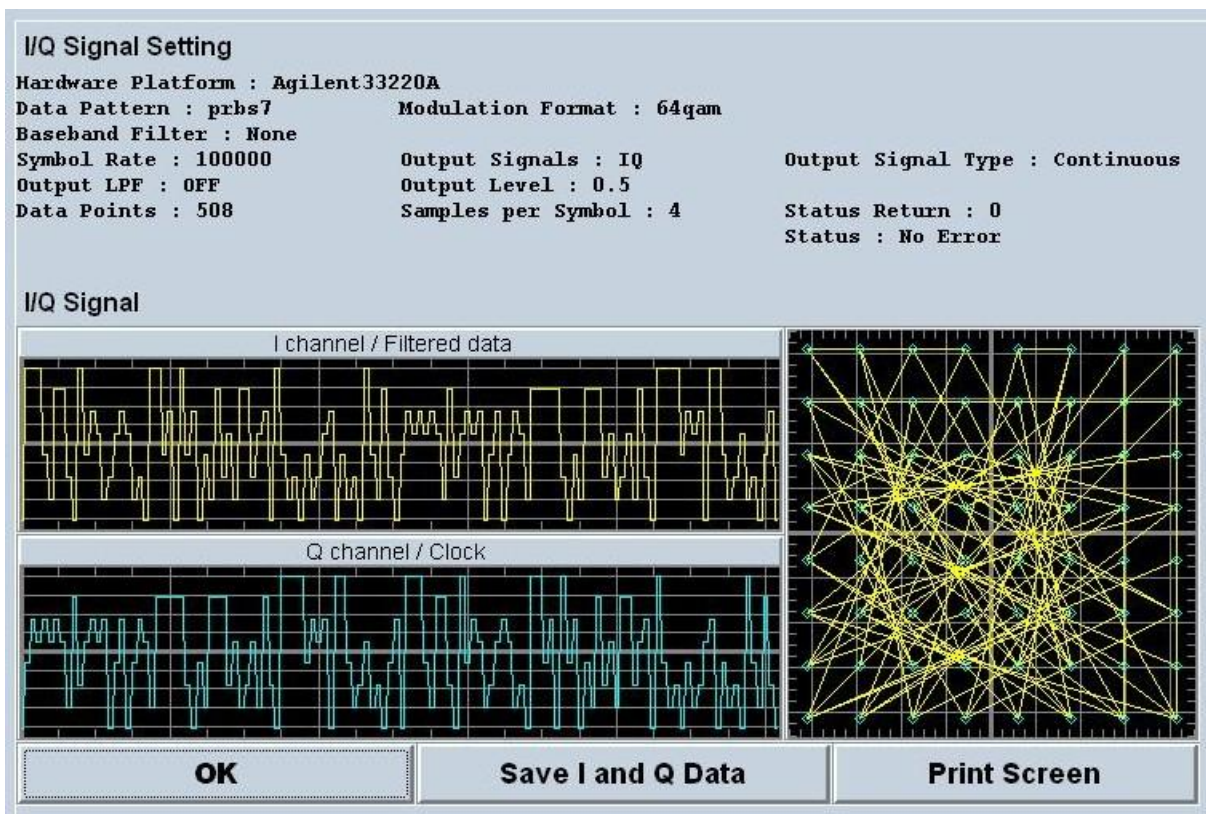 I/Q Signal Setting
Hardware Platform : Agilent33220A
Data Pattern : prbs7 Modulation Format : 64qam
Baseband Filter : None
Symbol Rate : 100000 Output Signals : IQ Output Signal Type : Continuous
Output LPF : OFF Output Level : 0.5
Data Points : 508 Samples per Symbol : 4 Status Return : 0
Status : No Error
I/Q Signal
I channel / Filtered data
Q channel / Clock
OK Save I and Q Data Print Screen